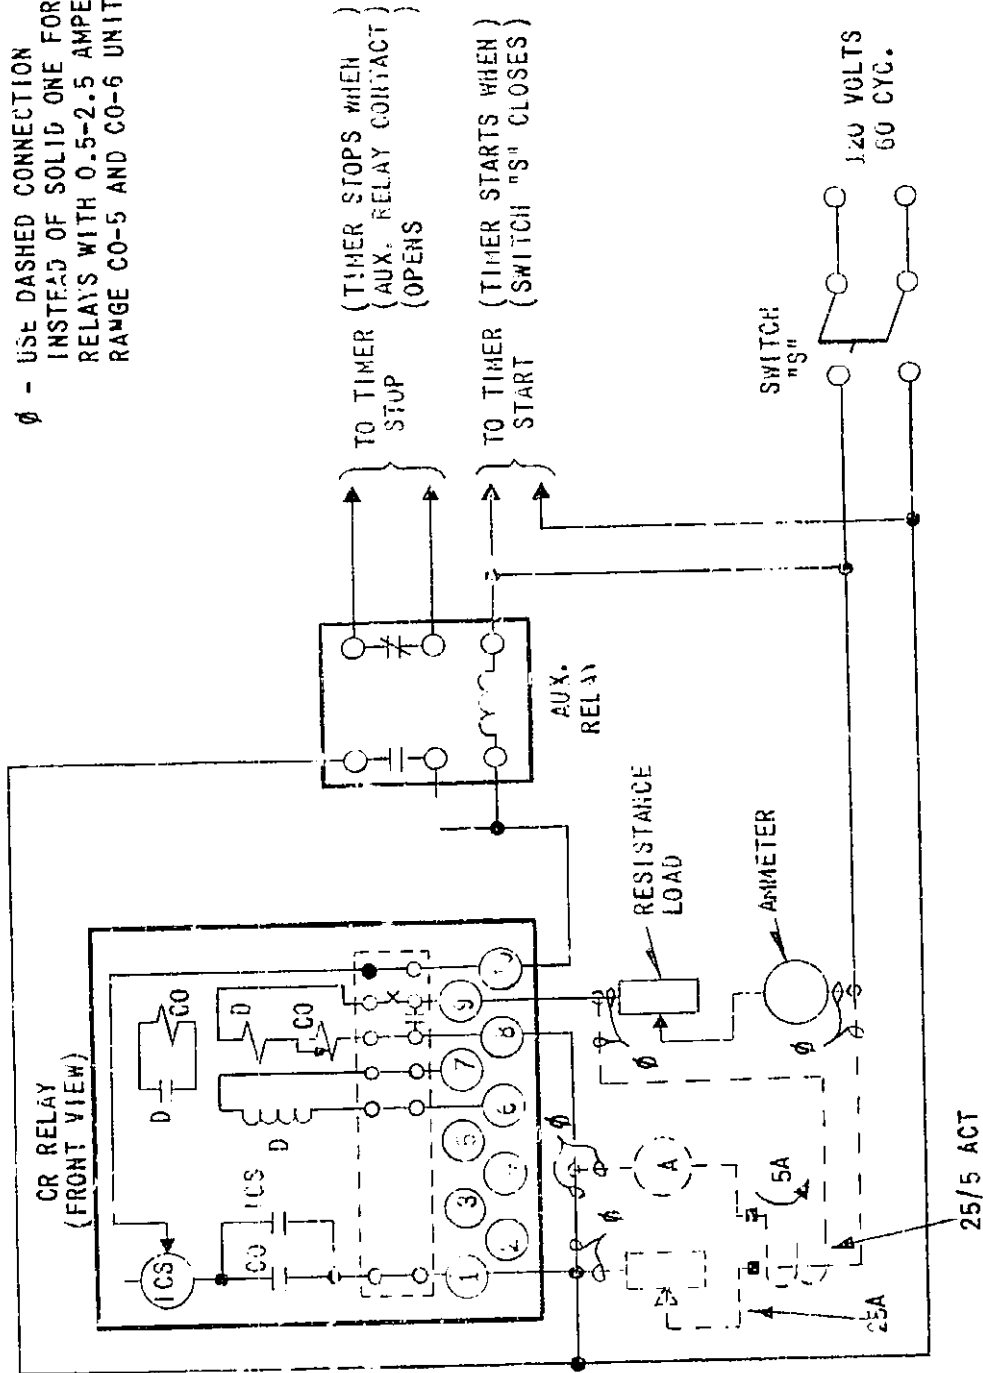 ø - USE DASHED CONNECTION
INSTEAD OF SOLID ONE FOR
RELAYS WITH 0.5-2.5 AMPE
RANGE CO-5 AND CO-6 UNIT
TO TIMER
STOP
(TIMER STOPS WHEN )
(AUX. RELAY CONTACT)
(OPENS )
TO TIMER
START
(TIMER STARTS WHEN )
(SWITCH "S" CLOSES)
120 VOLTS
60 CYC.
SWITCH
"S"
AUX.
RELAY
CR RELAY
(FRONT VIEW)
ICS
CO
ICS
D
CO
D
D
CO
1
2
3
5
6
7
8
9
RESISTANCE
LOAD
AMMETER
ø
ø
ø
ø
A
5A
25A
25/5 ACT